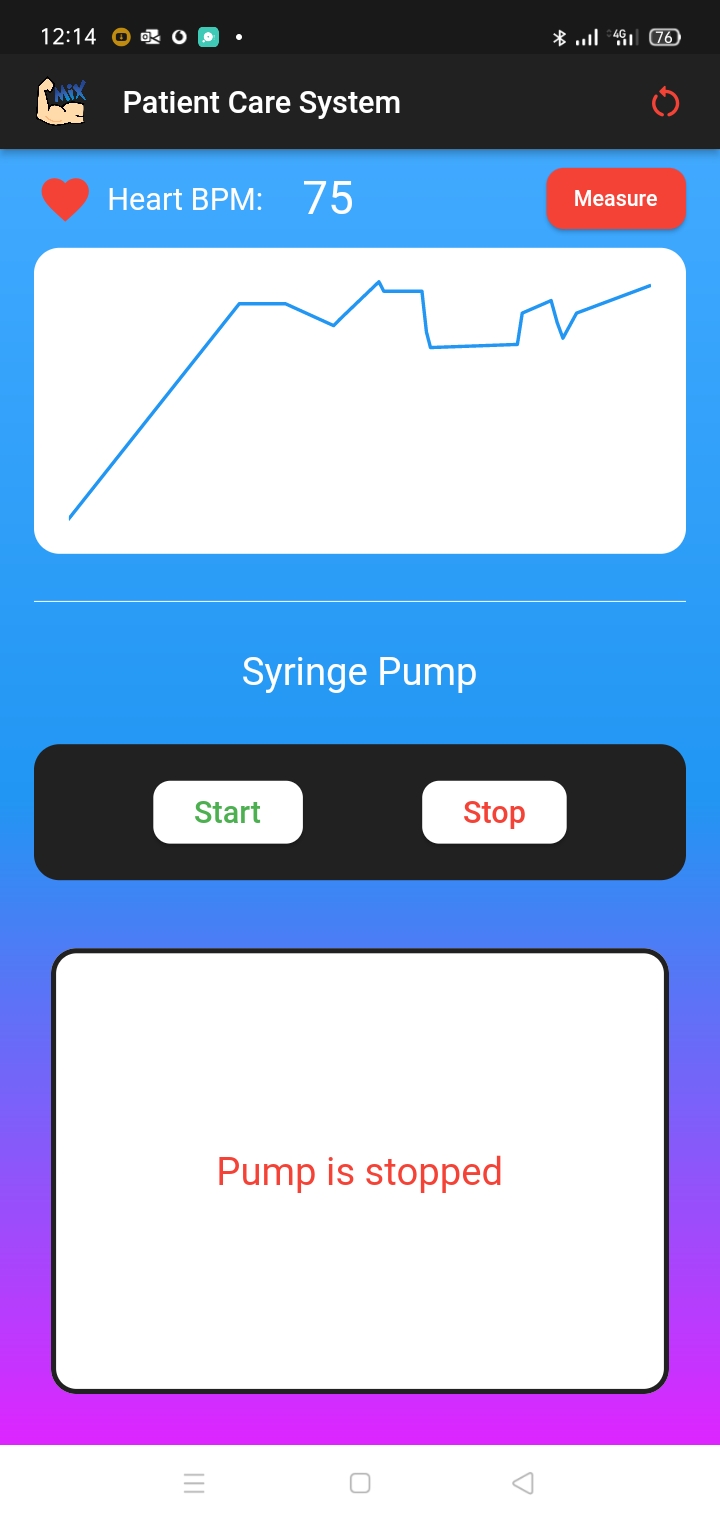 12:14
4G
76
MiX
Patient Care System
Heart BPM: 75
Measure
Syringe Pump
Start
Stop
Pump is stopped